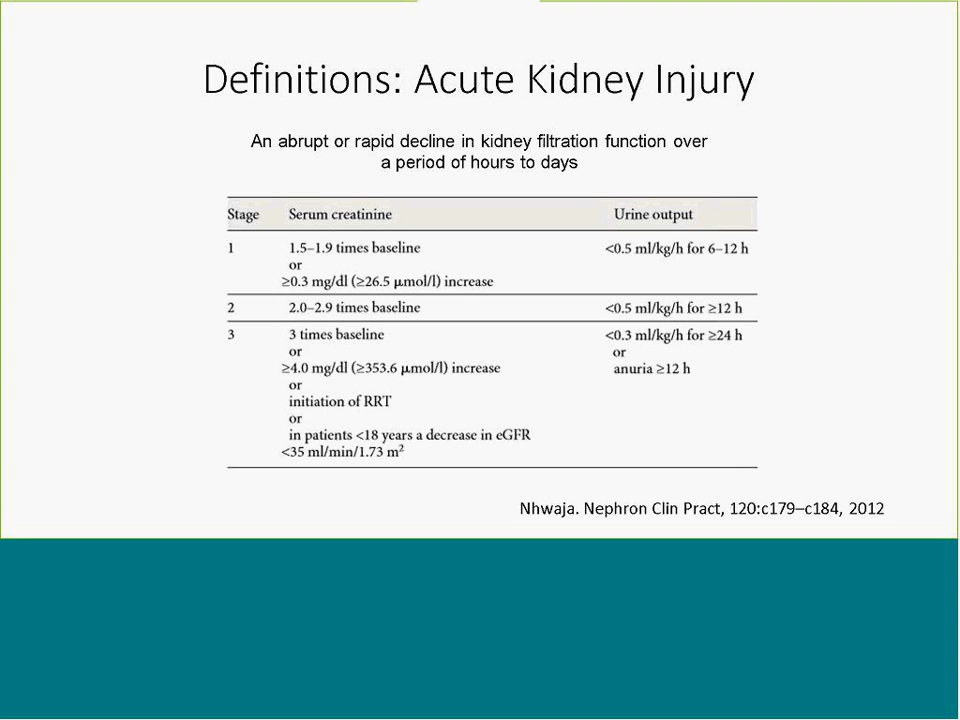 Definitions: Acute Kidney Injury
An abrupt or rapid decline in kidney filtration function over
a period of hours to days
Stage Serum creatinine Urine output
1 1.5–1.9 times baseline <0.5 ml/kg/h for 6–12 h
or
≥0.3 mg/dl (≥26.5 μmol/l) increase
2 2.0–2.9 times baseline <0.5 ml/kg/h for ≥12 h
3 3 times baseline <0.3 ml/kg/h for ≥24 h
or or
≥4.0 mg/dl (≥353.6 μmol/l) increase anuria ≥12 h
or
initiation of RRT
or
in patients <18 years a decrease in eGFR
<35 ml/min/1.73 m²
Nhwaja. Nephron Clin Pract, 120:c179–c184, 2012